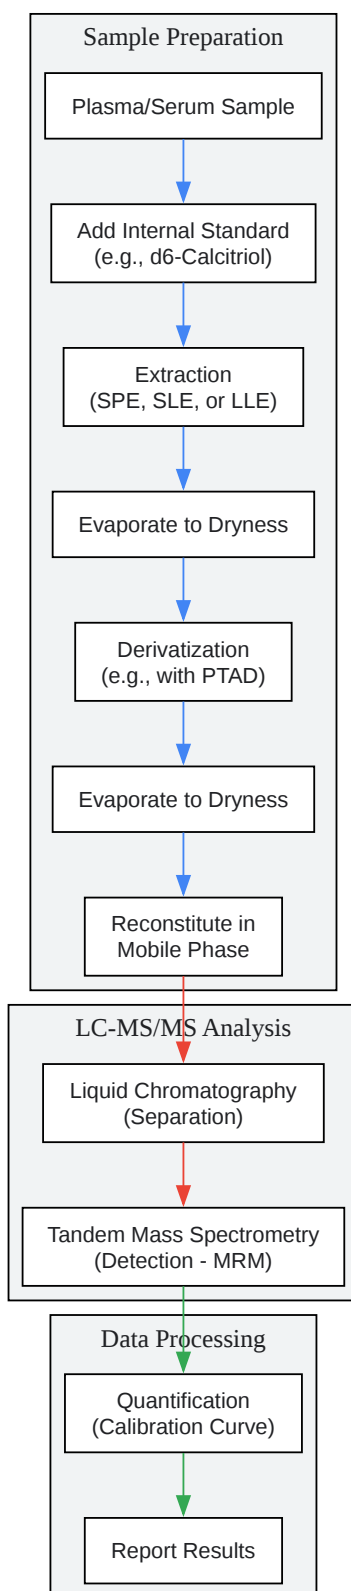 Sample Preparation
Plasma/Serum Sample
Add Internal Standard
(e.g., d6-Calcitriol)
Extraction
(SPE, SLE, or LLE)
Evaporate to Dryness
Derivatization
(e.g., with PTAD)
Evaporate to Dryness
Reconstitute in
Mobile Phase
LC-MS/MS Analysis
Liquid Chromatography
(Separation)
Tandem Mass Spectrometry
(Detection - MRM)
Data Processing
Quantification
(Calibration Curve)
Report Results